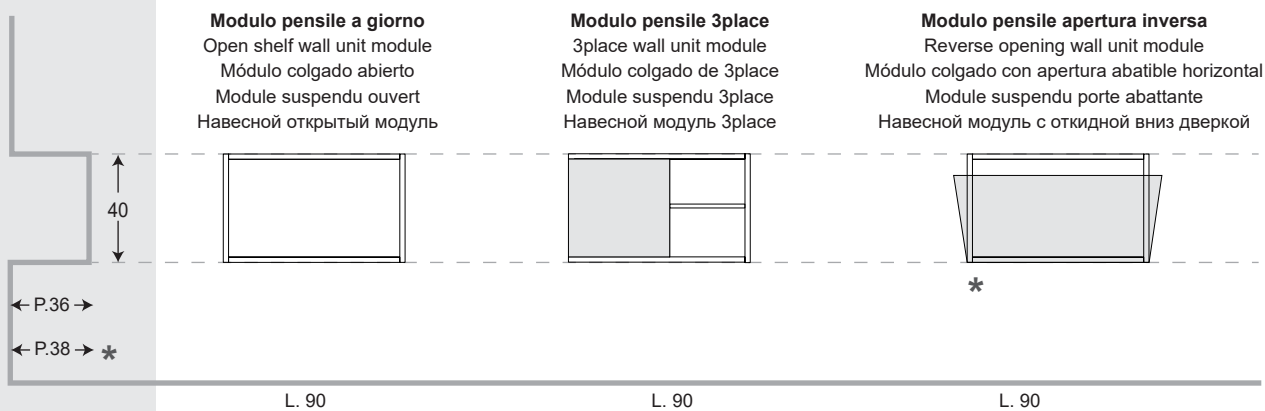 Modulo pensile a giorno
Open shelf wall unit module
Módulo colgado abierto
Module suspendu ouvert
Навесной открытый модуль
Modulo pensile 3place
3place wall unit module
Módulo colgado de 3place
Module suspendu 3place
Навесной модуль 3place
Modulo pensile apertura inversa
Reverse opening wall unit module
Módulo colgado con apertura abatible horizontal
Module suspendu porte abattante
Навесной модуль с откидной вниз дверкой
40
*
P.36
P.38 *
L. 90
L. 90
L. 90